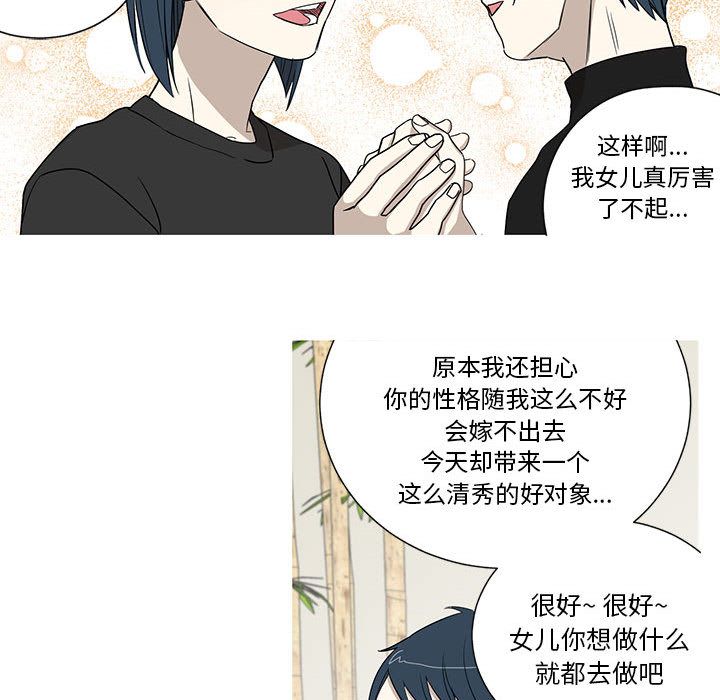 这样啊...
我女儿真厉害
了不起...
原本我还担心
你的性格随我这么不好
会嫁不出去
今天却带来一个
这么清秀的好对象...
很好~ 很好~
女儿你想做什么
就都去做吧